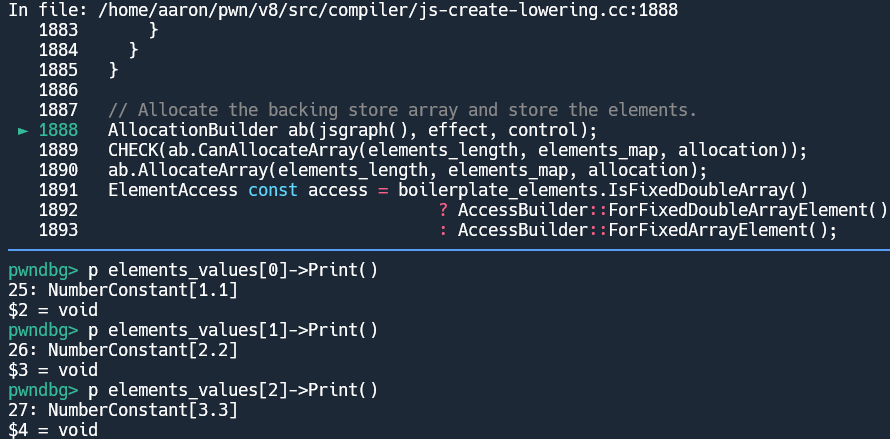 In file: /home/aaron/pwn/v8/src/compiler/js-create-lowering.cc:1888
1883 }
1884 }
1885 }
1886
1887 // Allocate the backing store array and store the elements.
► 1888 AllocationBuilder ab(jsgraph(), effect, control);
1889 CHECK(ab.CanAllocateArray(elements_length, elements_map, allocation));
1890 ab.AllocateArray(elements_length, elements_map, allocation);
1891 ElementAccess const access = boilerplate_elements.IsFixedDoubleArray()
1892 ? AccessBuilder::ForFixedDoubleArrayElement()
1893 : AccessBuilder::ForFixedArrayElement();
pwndbg> p elements_values[0]->Print()
25: NumberConstant[1.1]
$2 = void
pwndbg> p elements_values[1]->Print()
26: NumberConstant[2.2]
$3 = void
pwndbg> p elements_values[2]->Print()
27: NumberConstant[3.3]
$4 = void